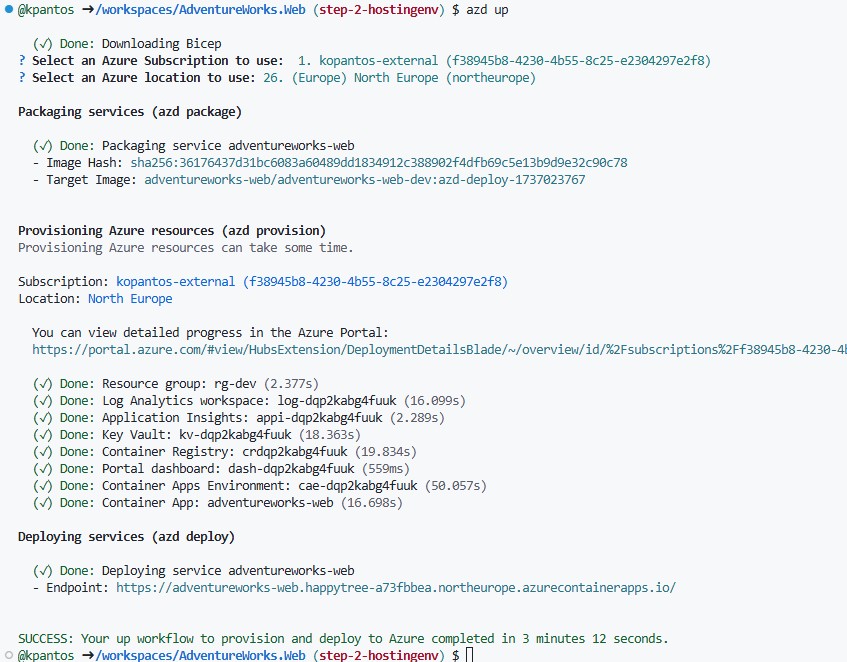 @kpantos →/workspaces/AdventureWorks.Web (step-2-hostingenv) $ azd up
(✓) Done: Downloading Bicep
? Select an Azure Subscription to use:  1. kopantos-external (f38945b8-4230-4b55-8c25-e2304297e2f8)
? Select an Azure location to use: 26. (Europe) North Europe (northeurope)
Packaging services (azd package)
(✓) Done: Packaging service adventureworks-web
- Image Hash: sha256:36176437d31bc6083a60489dd1834912c388902f4dfb69c5e13b9d9e32c90c78
- Target Image: adventureworks-web/adventureworks-web-dev:azd-deploy-1737023767
Provisioning Azure resources (azd provision)
Provisioning Azure resources can take some time.
Subscription: kopantos-external (f38945b8-4230-4b55-8c25-e2304297e2f8)
Location: North Europe
You can view detailed progress in the Azure Portal:
https://portal.azure.com/#view/HubsExtension/DeploymentDetailsBlade/~/overview/id/%2Fsubscriptions%2Ff38945b8-4230-4b
(✓) Done: Resource group: rg-dev (2.377s)
(✓) Done: Log Analytics workspace: log-dqp2kabg4fuuk (16.099s)
(✓) Done: Application Insights: appi-dqp2kabg4fuuk (2.289s)
(✓) Done: Key Vault: kv-dqp2kabg4fuuk (18.363s)
(✓) Done: Container Registry: crdqp2kabg4fuuk (19.834s)
(✓) Done: Portal dashboard: dash-dqp2kabg4fuuk (559ms)
(✓) Done: Container Apps Environment: cae-dqp2kabg4fuuk (50.057s)
(✓) Done: Container App: adventureworks-web (16.698s)
Deploying services (azd deploy)
(✓) Done: Deploying service adventureworks-web
- Endpoint: https://adventureworks-web.happytree-a73fbbea.northeurope.azurecontainerapps.io/
SUCCESS: Your up workflow to provision and deploy to Azure completed in 3 minutes 12 seconds.
@kpantos →/workspaces/AdventureWorks.Web (step-2-hostingenv) $